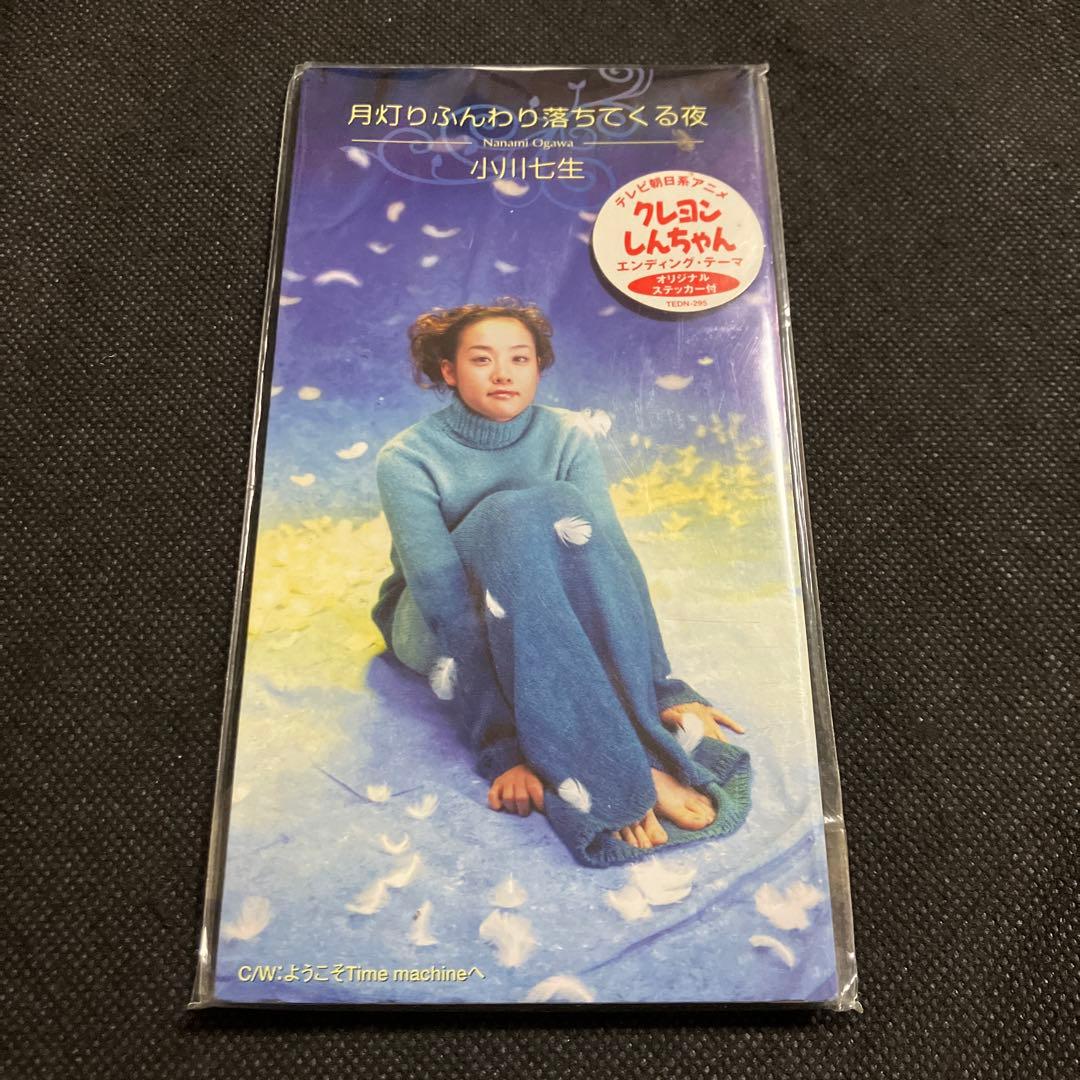 月灯りふんわり落ちてくる夜
Nanami Ogawa
小川七生
テレビ朝日系アニメ
クレヨン
しんちゃん
エンディング・テーマ
オリジナル
ステッカー付
TEDN-295
C/W:ようこそTime machineへ